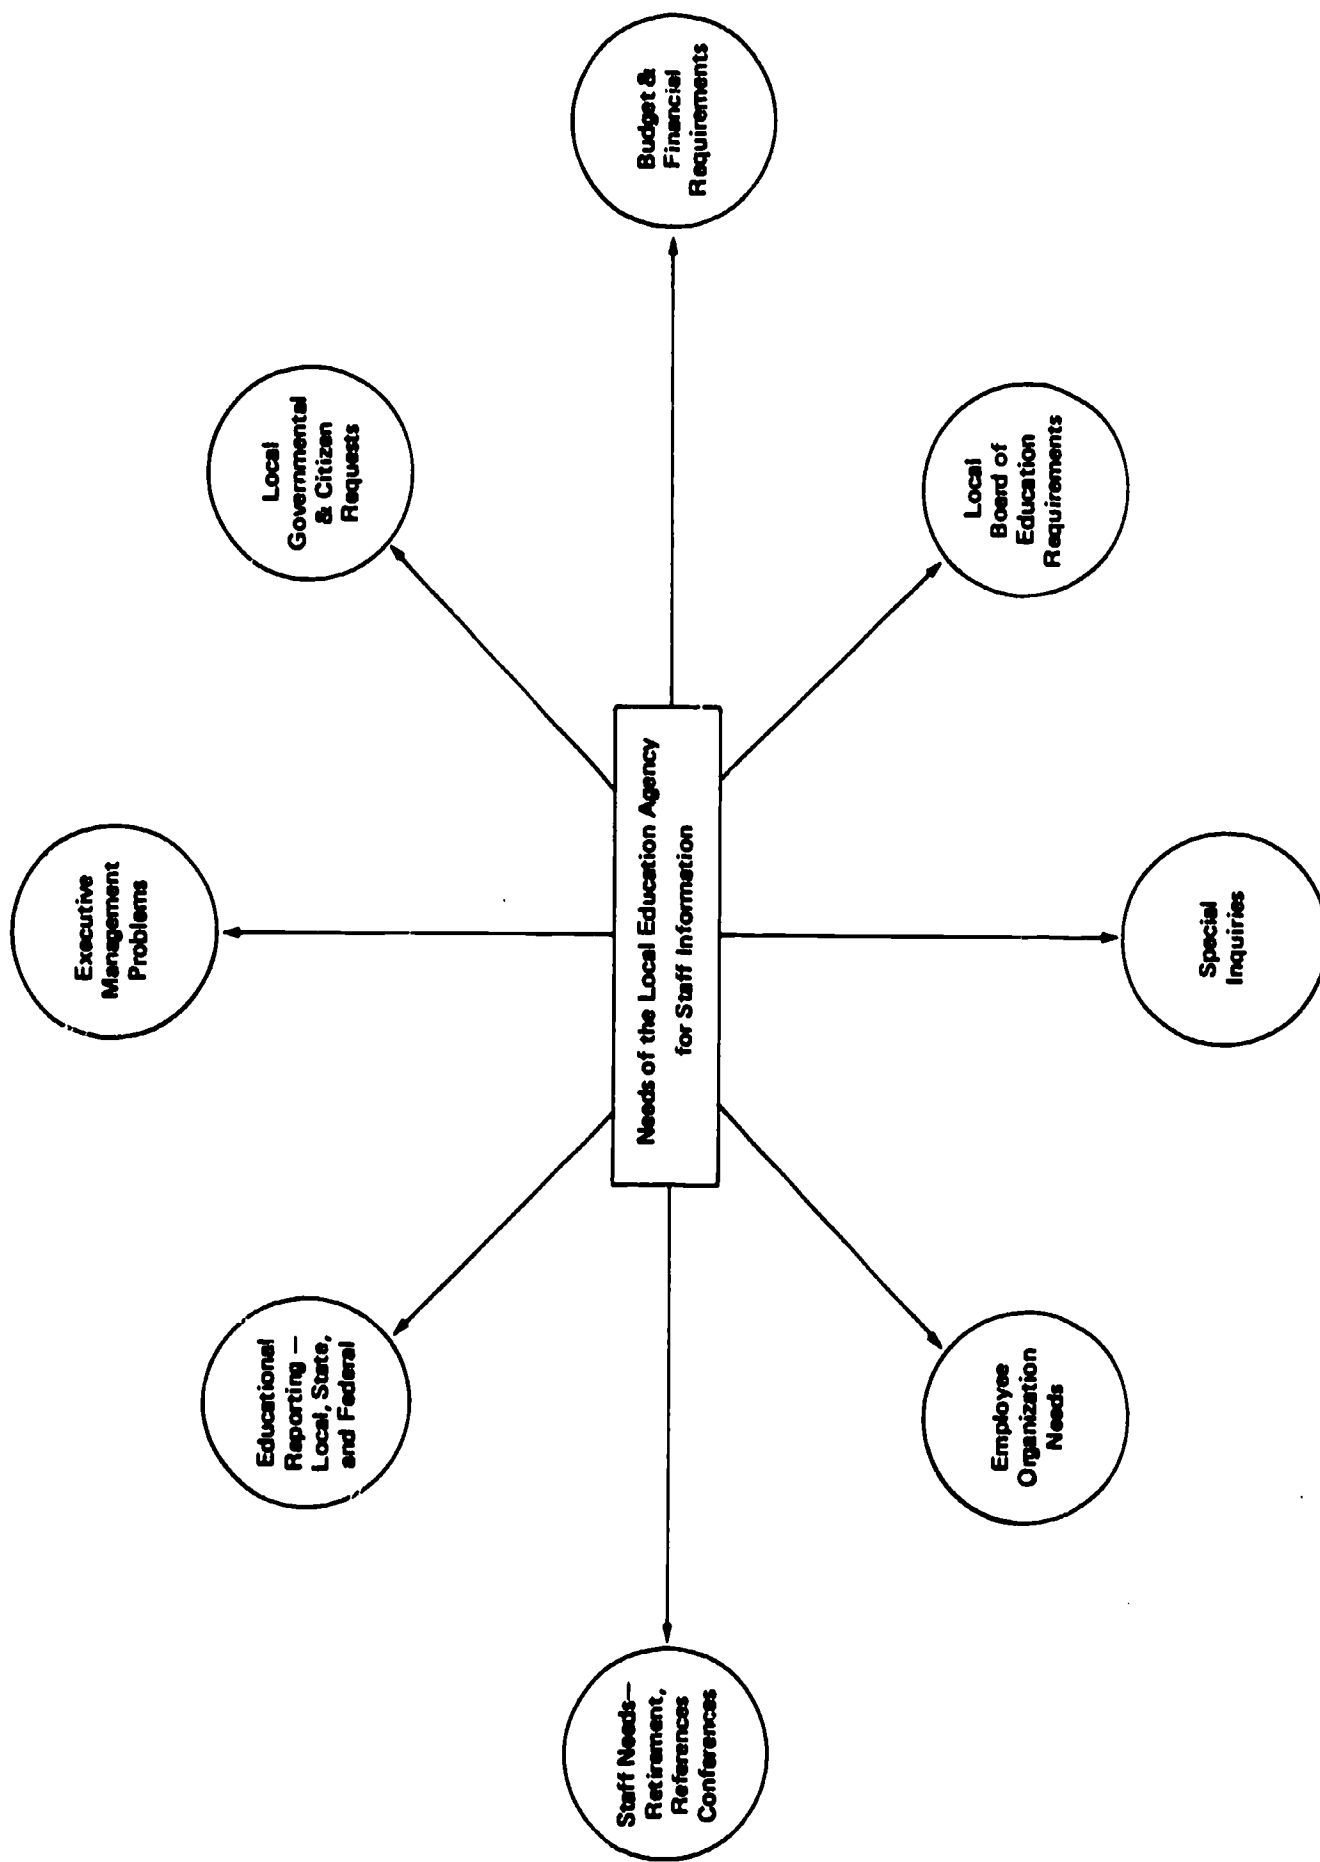 Executive
Management
Problems
Educational
Reporting —
Local, State,
and Federal
Local
Governmental
& Citizen
Requests
Staff Needs—
Retirement,
References
Conferences
Needs of the Local Education Agency
for Staff Information
Budget &
Financial
Requirements
Employee
Organization
Needs
Local
Board of
Education
Requirements
Special
Inquiries